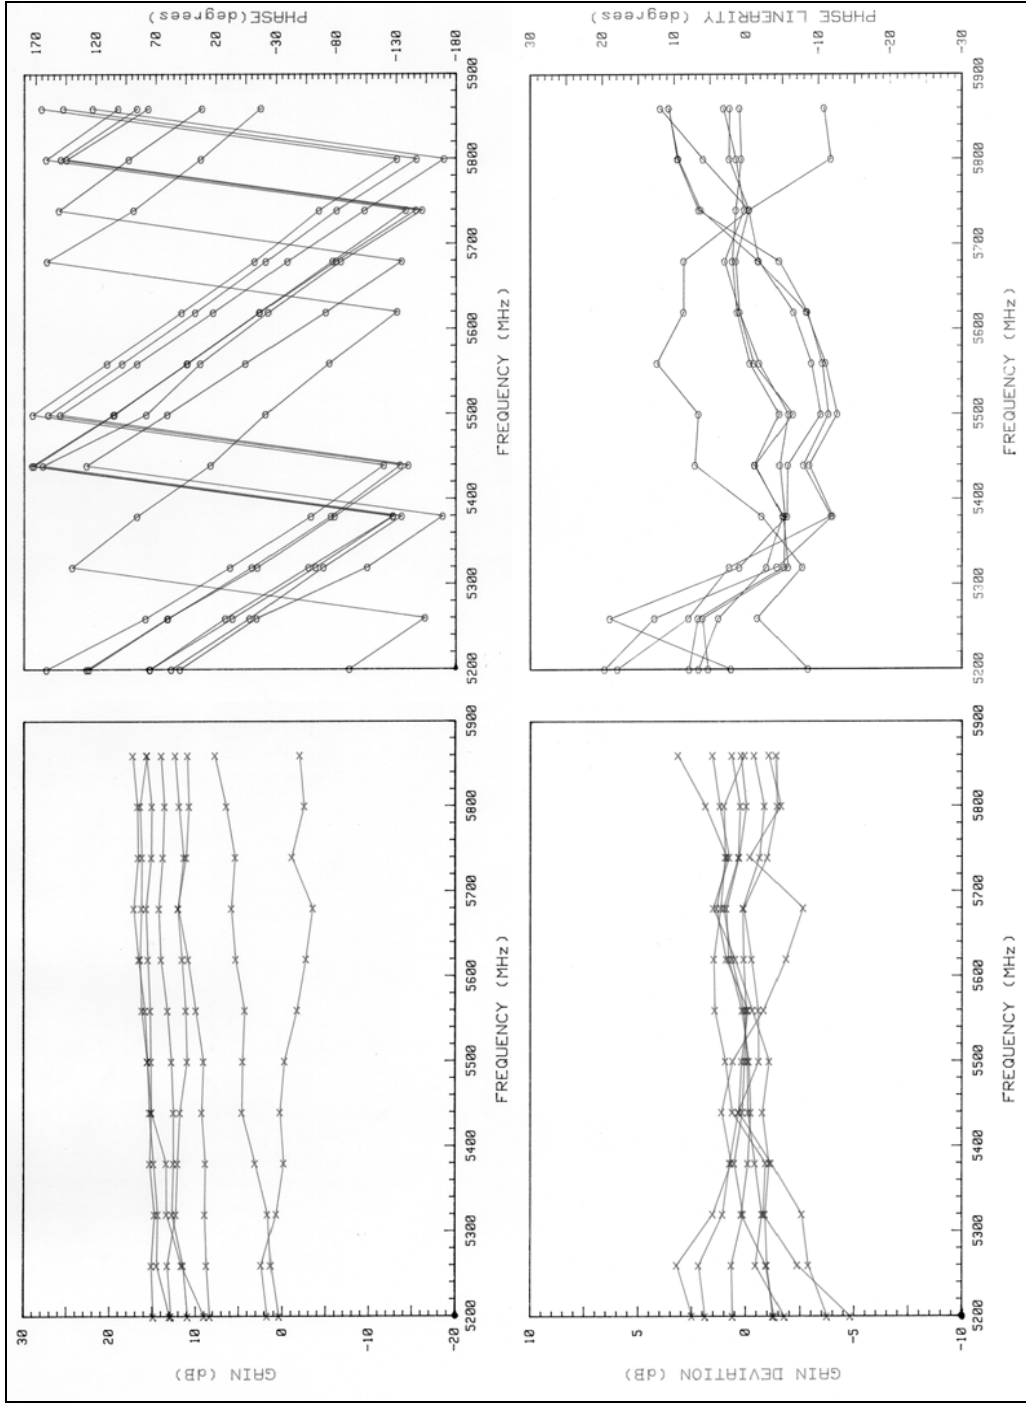 PHASE(degrees)
170 120 70 20 -30 -80 -130 -180
5200 5300 5400 5500 5600 5700 5800 5900
FREQUENCY (MHz)
PHASE LINEARITY (degrees)
30 20 10 0 -10 -20 -30
5200 5300 5400 5500 5600 5700 5800 5900
FREQUENCY (MHz)
GAIN (dB)
30 20 10 0 -10 -20
5200 5300 5400 5500 5600 5700 5800 5900
FREQUENCY (MHz)
GAIN DEVIATION (dB)
10 5 0 -5 -10
5200 5300 5400 5500 5600 5700 5800 5900
FREQUENCY (MHz)